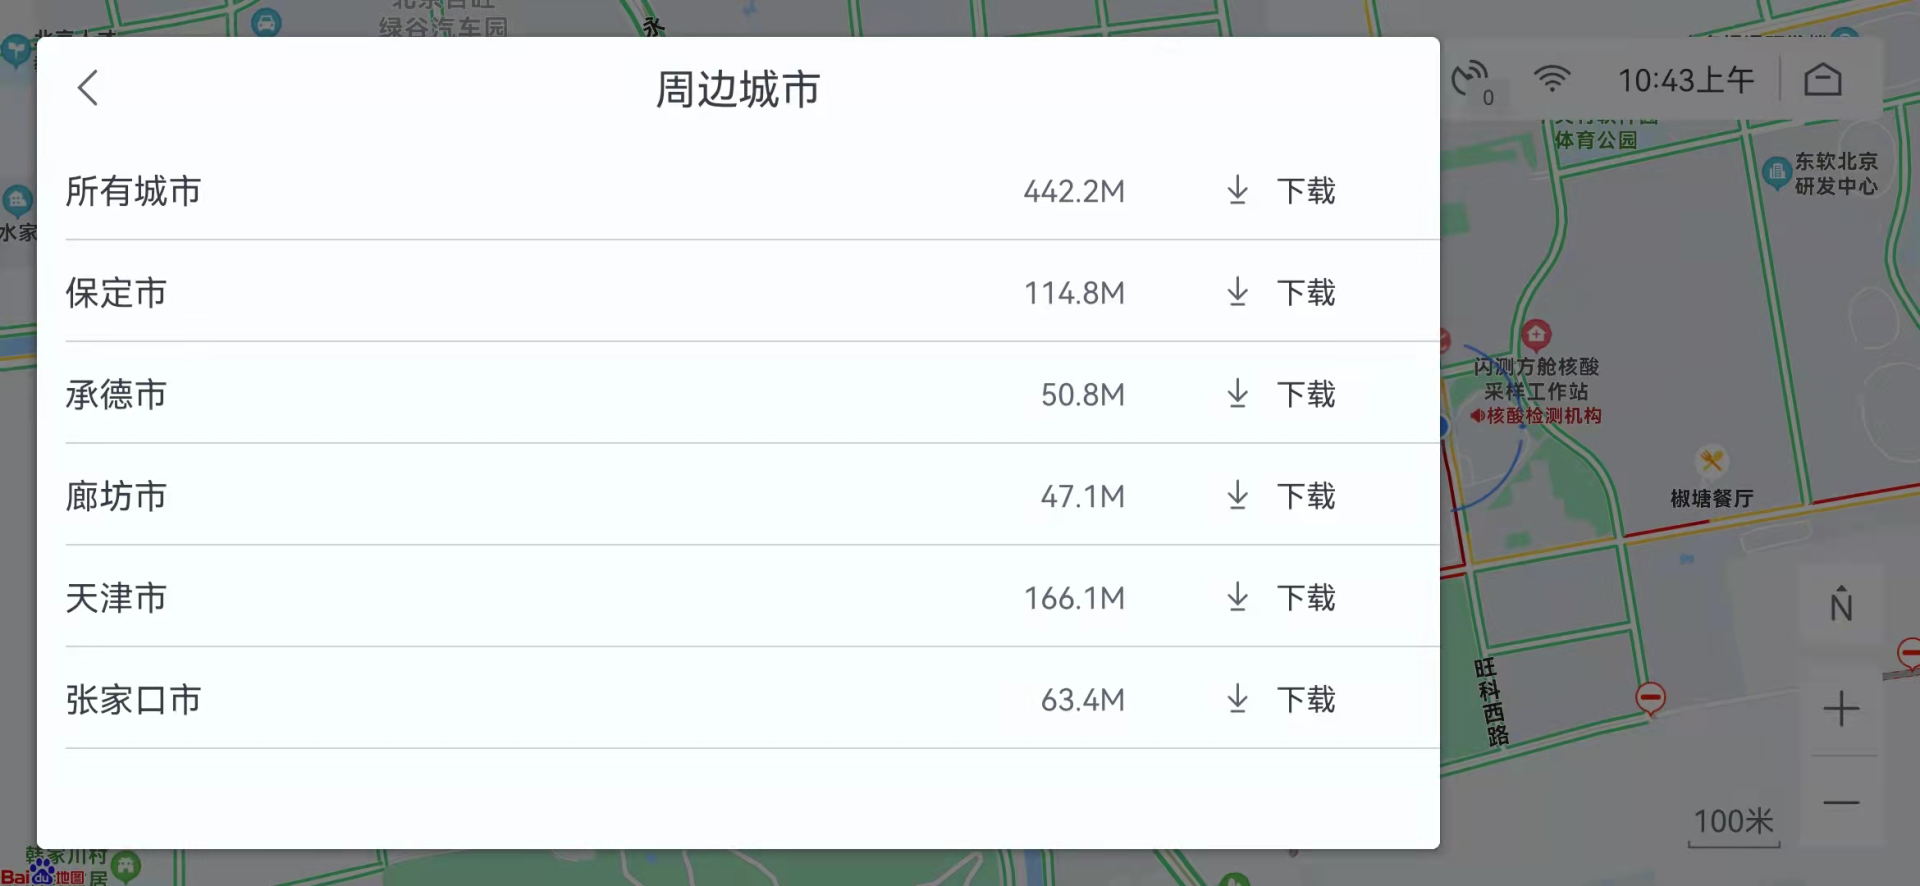 绿谷汽车园
永
周边城市
0
10:43上午
所有城市
442.2M
下载
保定市
114.8M
下载
承德市
50.8M
下载
廊坊市
47.1M
下载
天津市
166.1M
下载
张家口市
63.4M
下载
体育公园
东软北京
研发中心
水家
闪测方舱核酸
采样工作站
核酸检测机构
椒塘餐厅
N
旺科西路
100米
韩家川村
居
Bai du 地图